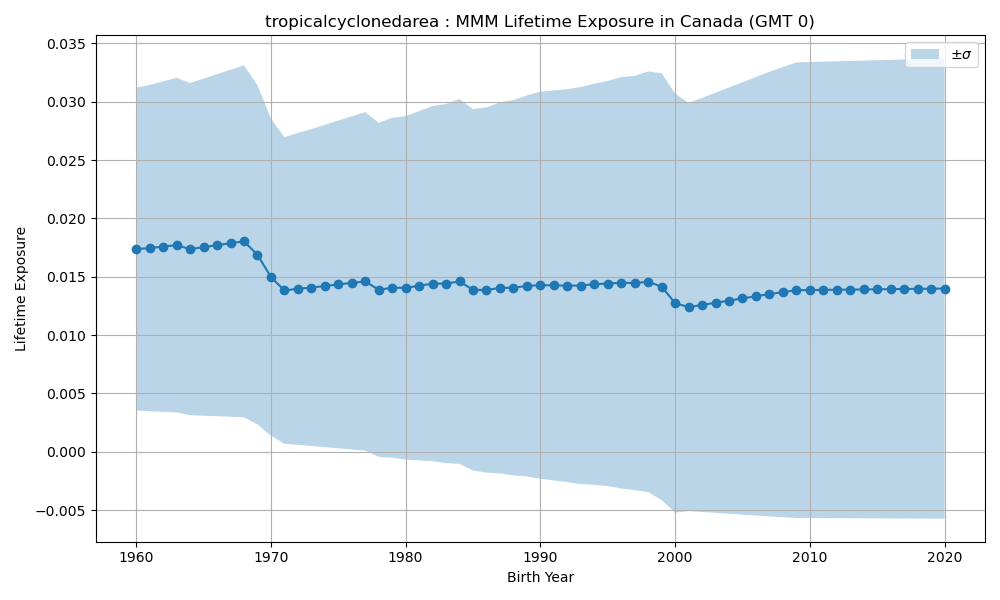 tropicalcyclonedarea : MMM Lifetime Exposure in Canada (GMT 0)
±σ
0.035
0.030
0.025
0.020
0.015
0.010
0.005
0.000
−0.005
Lifetime Exposure
1960 1970 1980 1990 2000 2010 2020
Birth Year